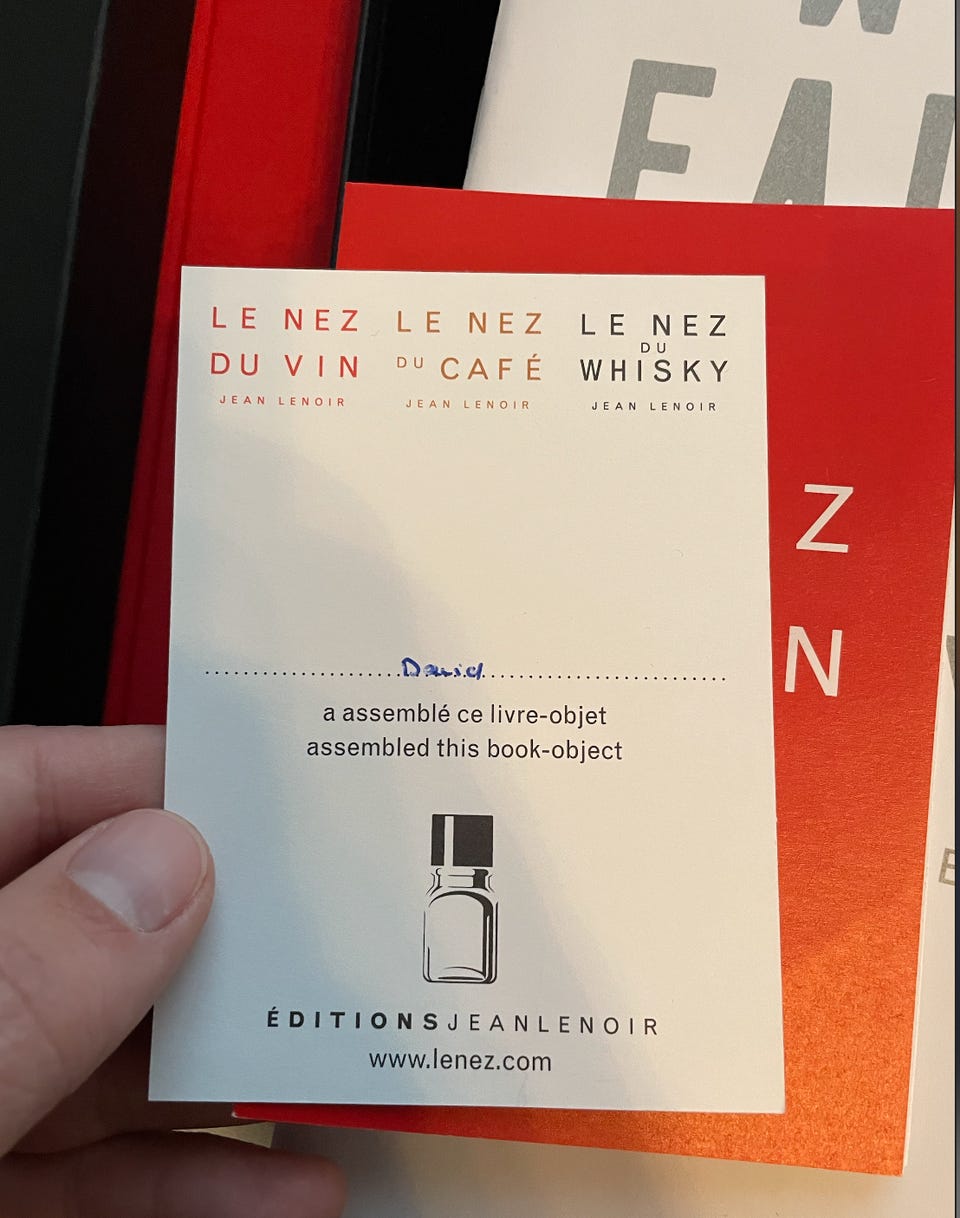 W
FAU
LE NEZ
DU VIN
JEAN LENOIR
LE NEZ
DU CAFÉ
JEAN LENOIR
LE NEZ
DU
WHISKY
JEAN LENOIR
Z
N
David
a assemblé ce livre-objet
assembled this book-object
ÉDITIONSJEANLENOIR
www.lenez.com